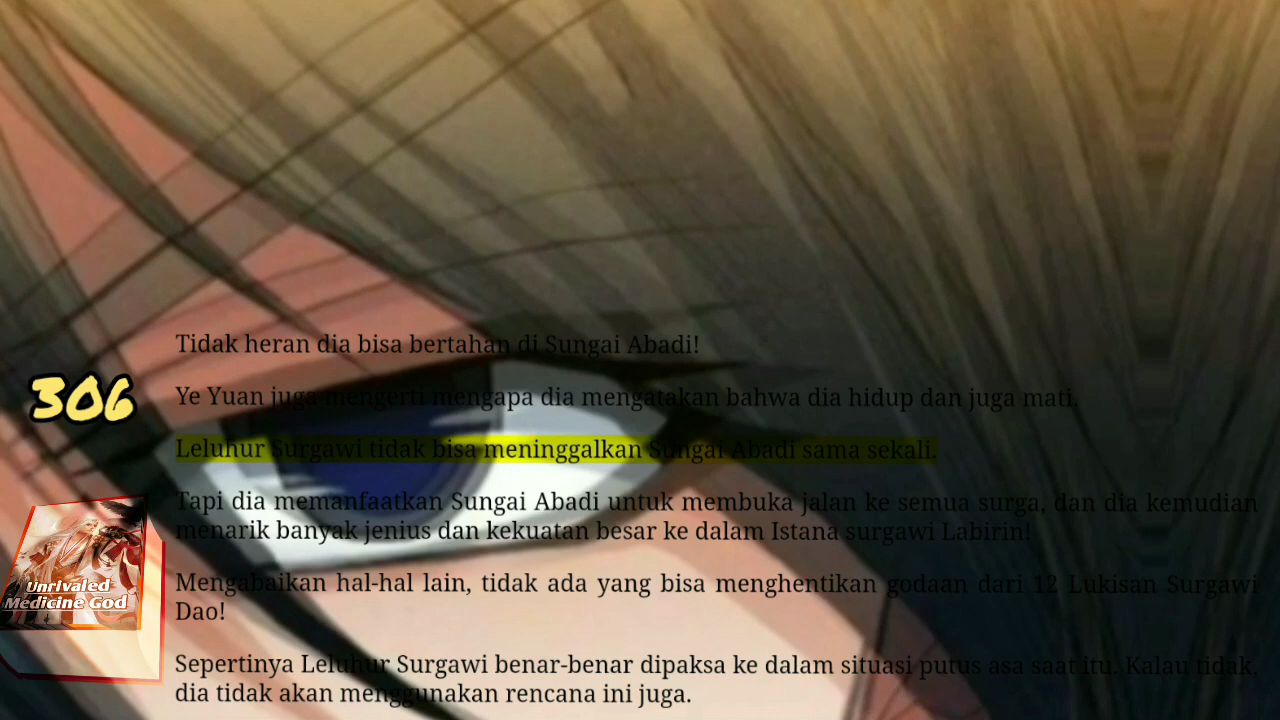 Tidak heran dia bisa bertahan di Sungai Abadi!
306
Ye Yuan juga mengerti mengapa dia mengatakan bahwa dia hidup dan juga mati.
Leluhur Surgawi tidak bisa meninggalkan Sungai Abadi sama sekali.
Tapi dia memanfaatkan Sungai Abadi untuk membuka jalan ke semua surga, dan dia kemudian
menarik banyak jenius dan kekuatan besar ke dalam Istana surgawi Labirin!
Mengabaikan hal-hal lain, tidak ada yang bisa menghentikan godaan dari 12 Lukisan Surgawi
Dao!
Unrivaled
Medicine God
Sepertinya Leluhur Surgawi benar-benar dipaksa ke dalam situasi putus asa saat itu. Kalau tidak,
dia tidak akan menggunakan rencana ini juga.